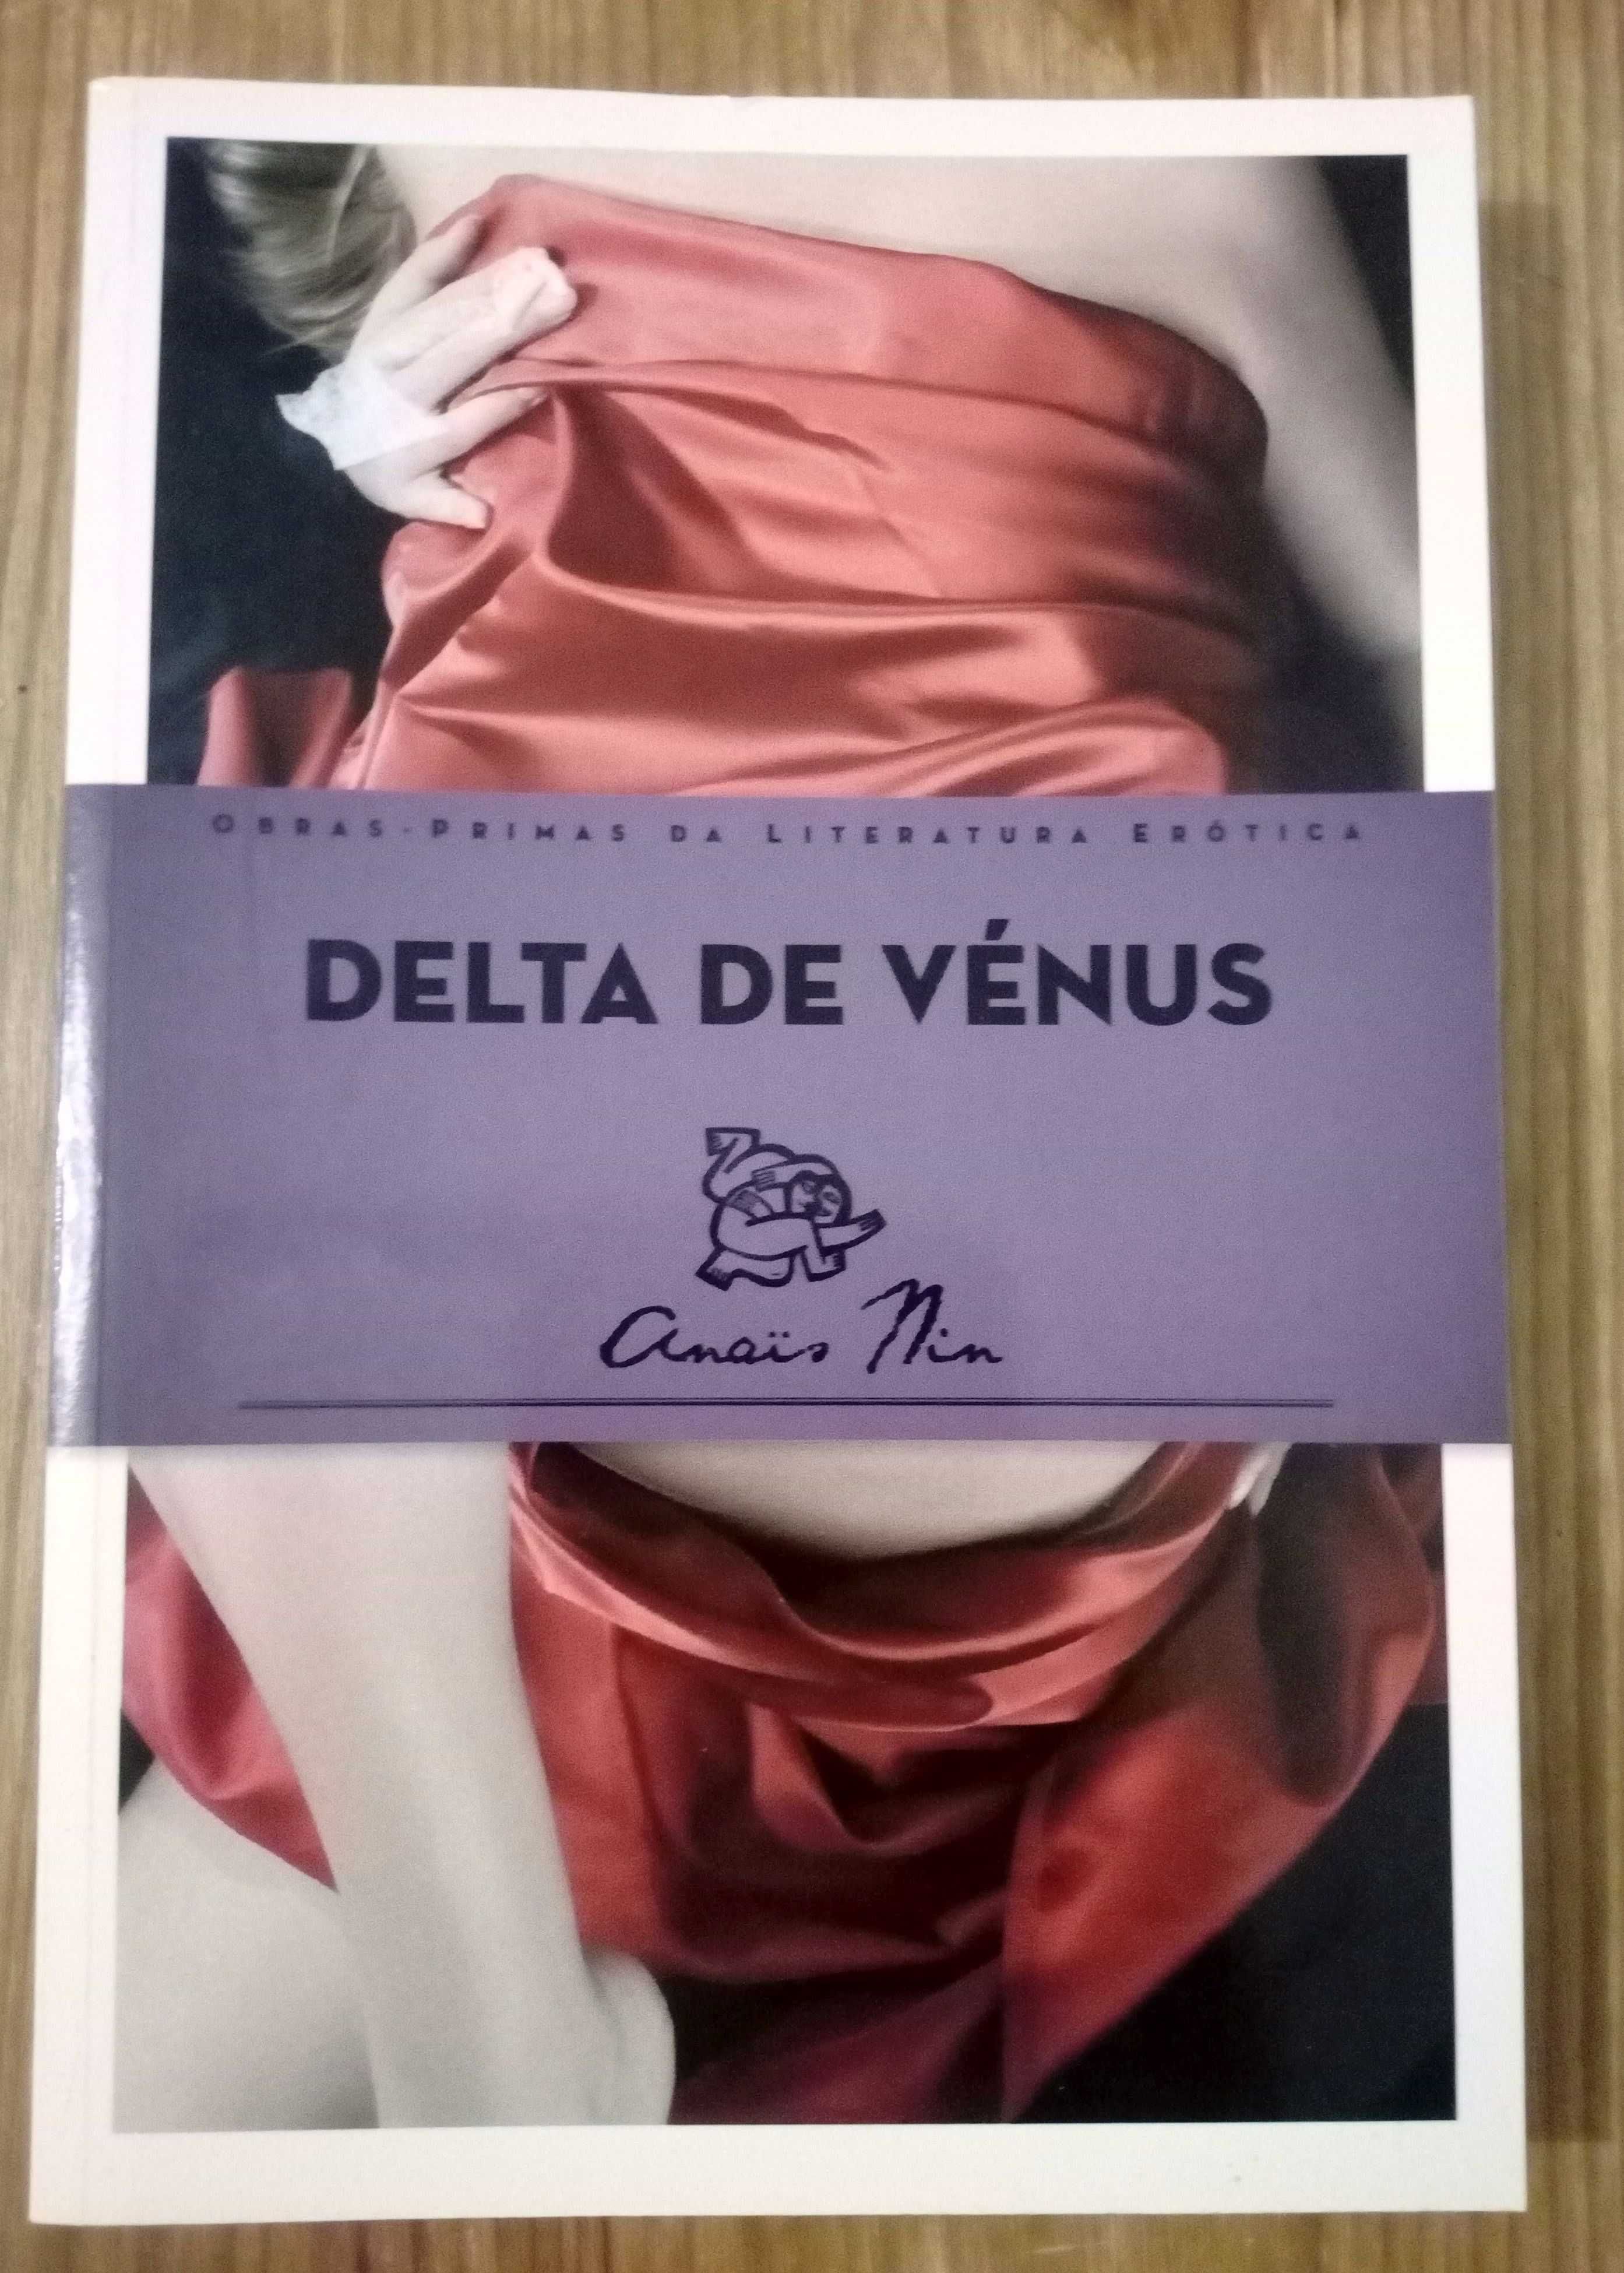 OBRAS-PRIMAS DA LITERATURA ERÓTICA
DELTA DE VÉNUS
Anaïs Nin